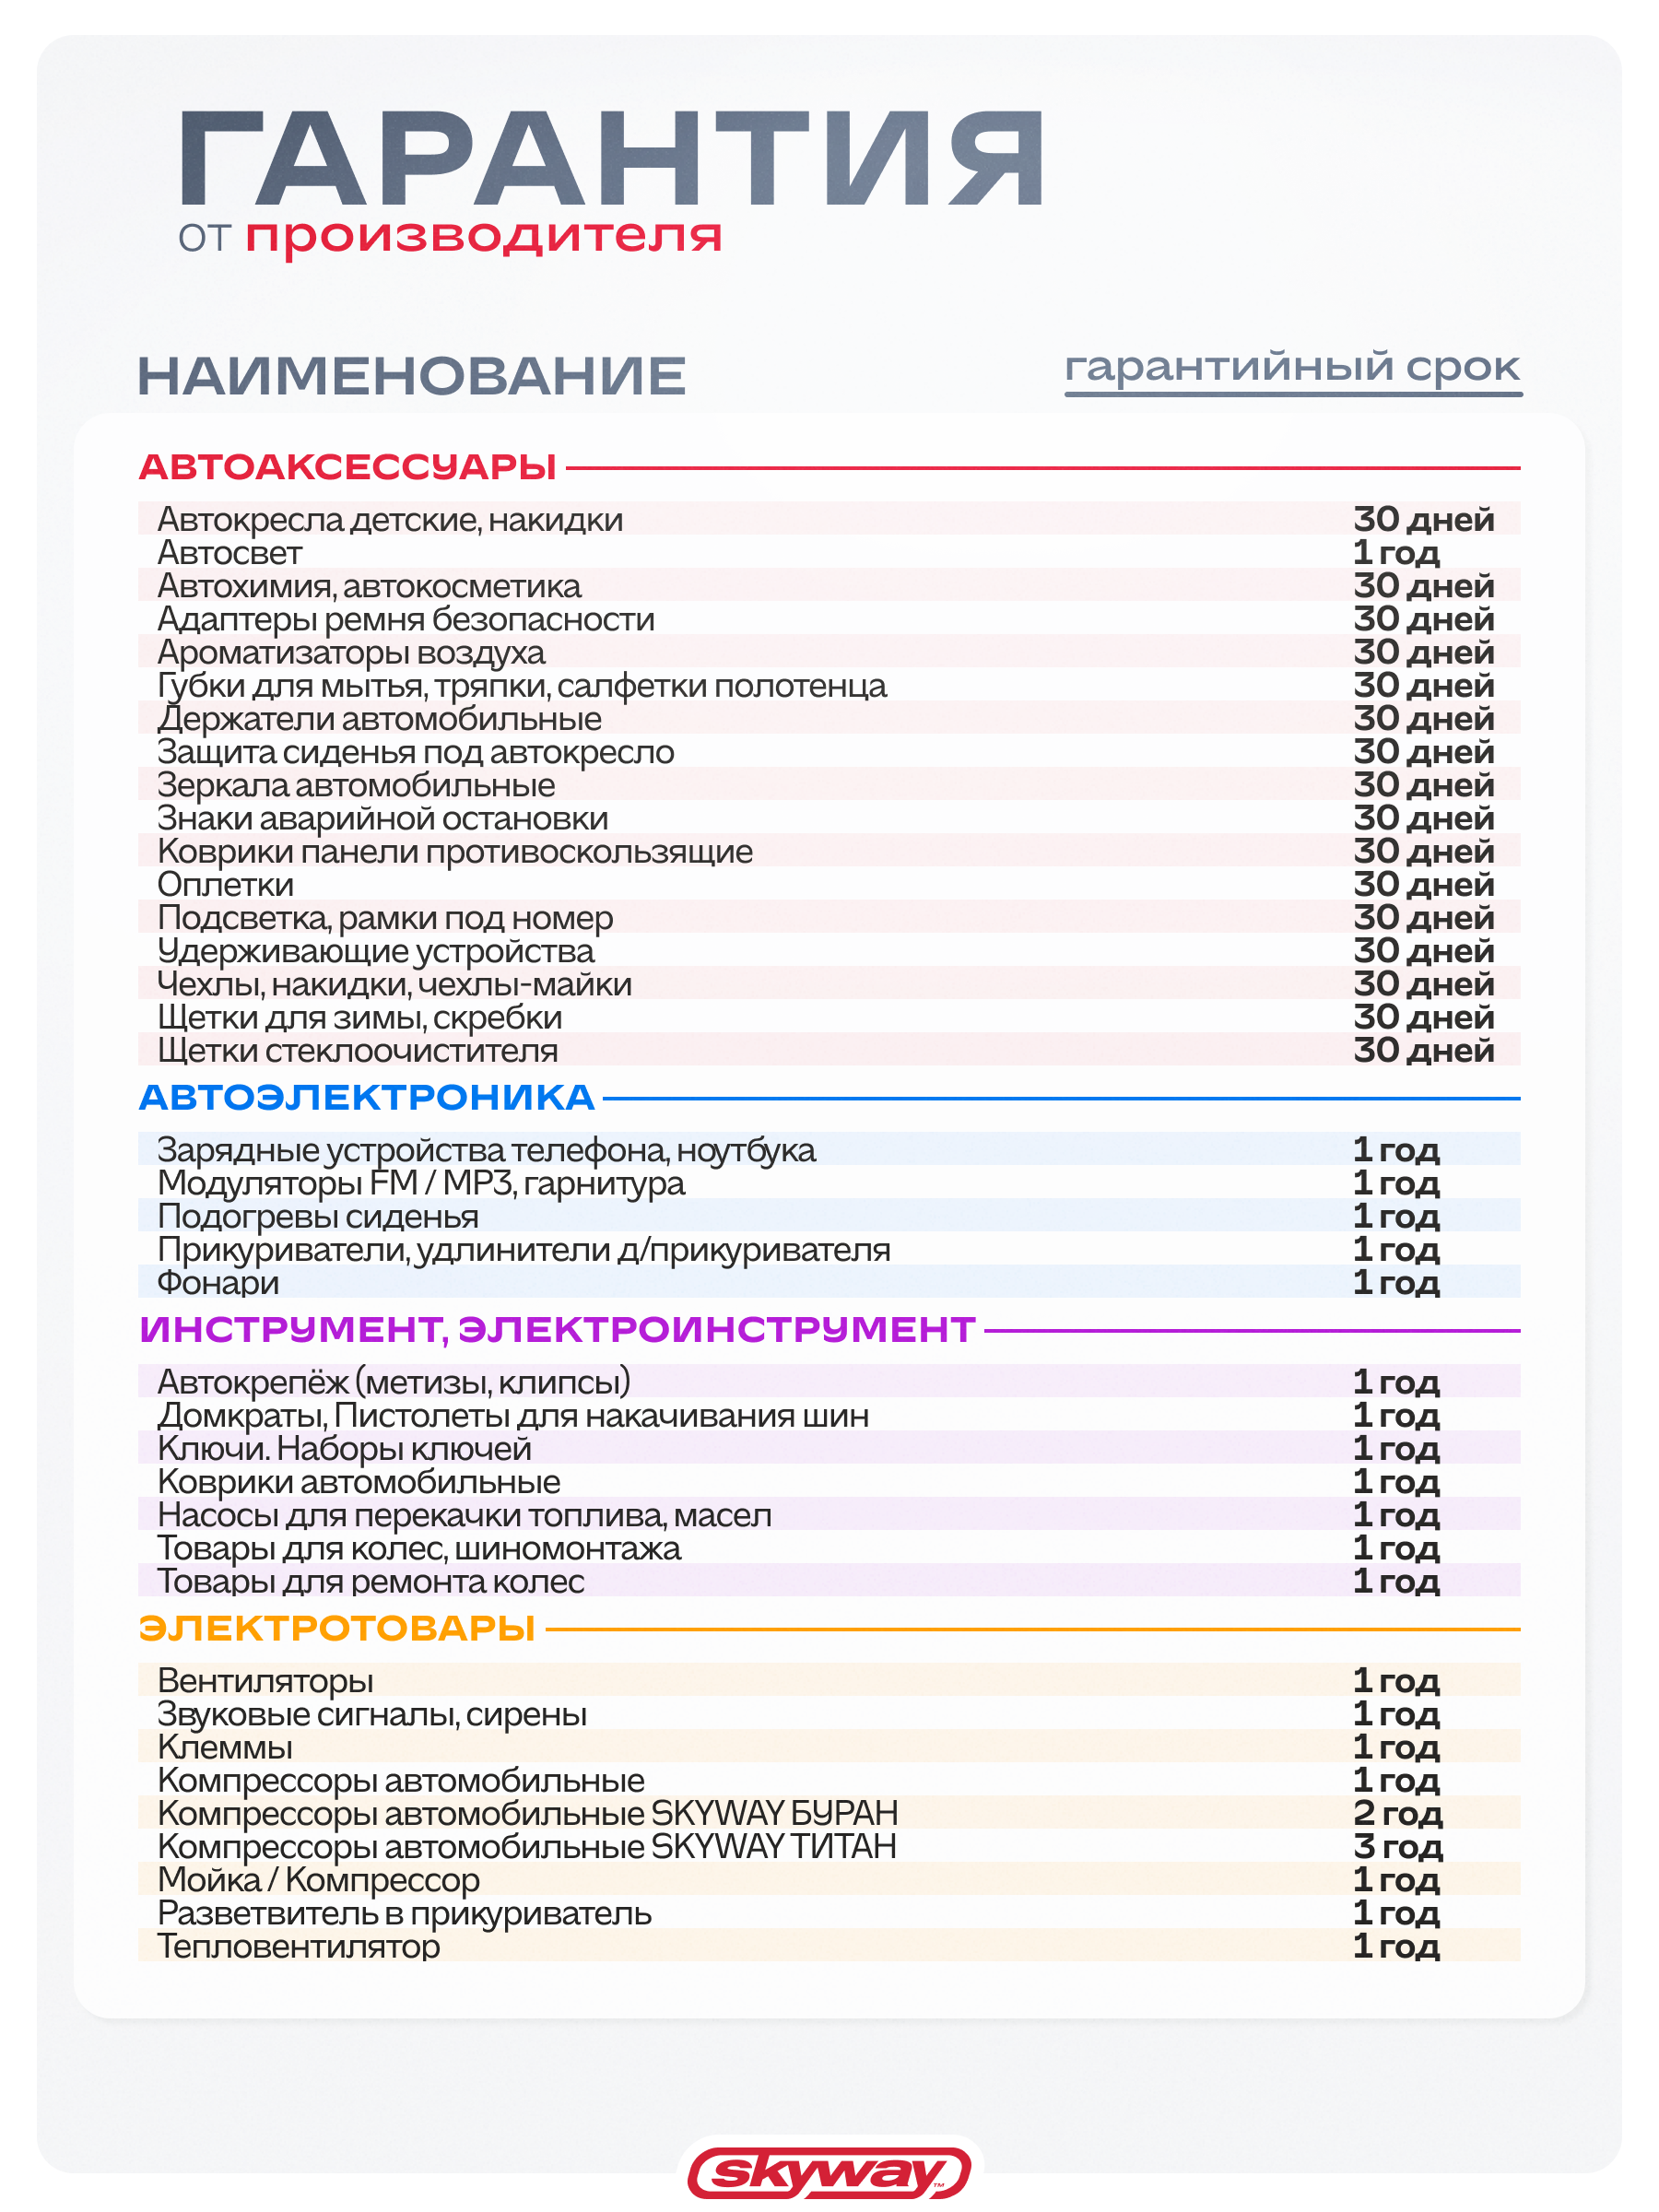 ГАРАНТИЯ
от производителя
НАИМЕНОВАНИЕ гарантийный срок
АВТОАКСЕССУАРЫ
Автокресла детские, накидки 30 дней
Автосвет 1 год
Автохимия, автокосметика 30 дней
Адаптеры ремня безопасности 30 дней
Ароматизаторы воздуха 30 дней
Губки для мытья, тряпки, салфетки полотенца 30 дней
Держатели автомобильные 30 дней
Защита сиденья под автокресло 30 дней
Зеркала автомобильные 30 дней
Знаки аварийной остановки 30 дней
Коврики панели противоскользящие 30 дней
Оплетки 30 дней
Подсветка, рамки под номер 30 дней
Удерживающие устройства 30 дней
Чехлы, накидки, чехлы-майки 30 дней
Щетки для зимы, скребки 30 дней
Щетки стеклоочистителя 30 дней
АВТОЭЛЕКТРОНИКА
Зарядные устройства телефона, ноутбука 1 год
Модуляторы FM / MP3, гарнитура 1 год
Подогревы сиденья 1 год
Прикуриватели, удлинители д/прикуривателя 1 год
Фонари 1 год
ИНСТРУМЕНТ, ЭЛЕКТРОИНСТРУМЕНТ
Автокрепёж (метизы, клипсы) 1 год
Домкраты, Пистолеты для накачивания шин 1 год
Ключи. Наборы ключей 1 год
Коврики автомобильные 1 год
Насосы для перекачки топлива, масел 1 год
Товары для колес, шиномонтажа 1 год
Товары для ремонта колес 1 год
ЭЛЕКТРОТОВАРЫ
Вентиляторы 1 год
Звуковые сигналы, сирены 1 год
Клеммы 1 год
Компрессоры автомобильные 1 год
Компрессоры автомобильные SKYWAY БУРАН 2 год
Компрессоры автомобильные SKYWAY ТИТАН 3 год
Мойка / Компрессор 1 год
Разветвитель в прикуриватель 1 год
Тепловентилятор 1 год
skyway™